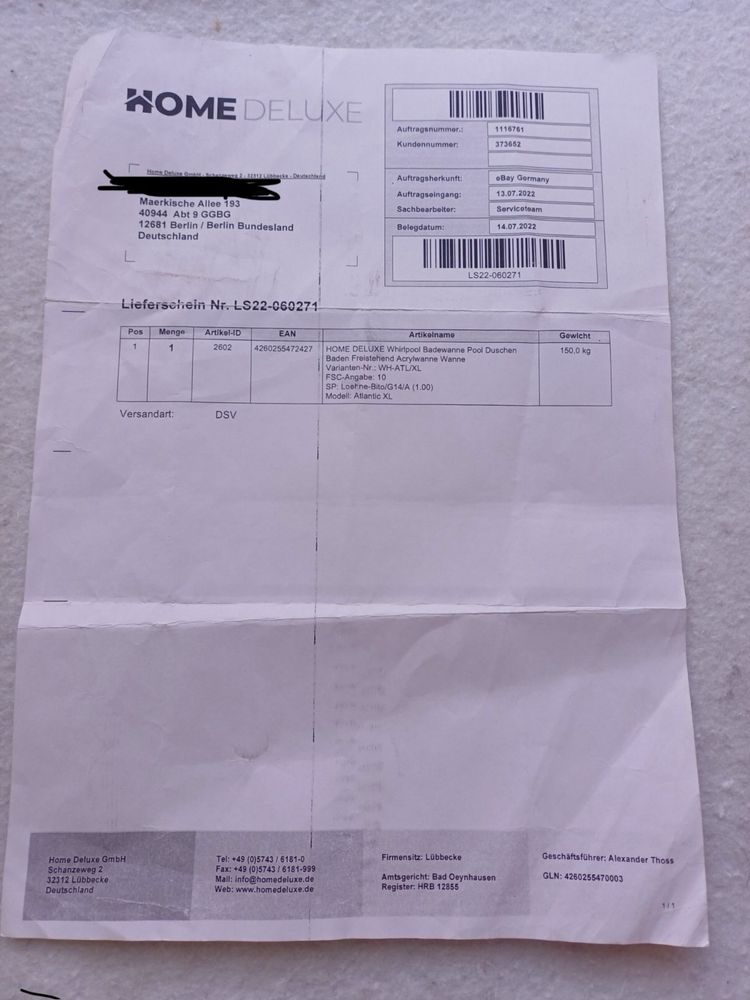 HOME DELUXE
Auftragsnummer.: 1116761
Kundennummer: 373652
Auftragsherkunft: eBay Germany
Auftragseingang: 13.07.2022
Sachbearbeiter: Serviceteam
Belegdatum: 14.07.2022
LS22-060271
Home Deluxe GmbH - Schanzeweg 2 - 32312 Lübbecke - Deutschland
Maerkische Allee 193
40944 Abt 9 GGBG
12681 Berlin / Berlin Bundesland
Deutschland
Lieferschein Nr. LS22-060271
Pos Menge Artikel-ID EAN Artikelname Gewicht
1 1 2602 4260255472427 HOME DELUXE Whirlpool Badewanne Pool Duschen 150,0 kg
Baden Freistehend Acrylwanne Wanne
Varianten-Nr.: WH-ATL/XL
FSC-Angabe: 10
SP: Loehne-Bito/G14/A (1.00)
Modell: Atlantic XL
Versandart: DSV
Home Deluxe GmbH
Schanzeweg 2
32312 Lübbecke
Deutschland
Tel: +49 (0)5743 / 6181-0
Fax: +49 (0)5743 / 6181-999
Mail: info@homedeluxe.de
Web: www.homedeluxe.de
Firmensitz: Lübbecke
Amtsgericht: Bad Oeynhausen
Register: HRB 12855
Geschäftsführer: Alexander Thoss
GLN: 4260255470003
1/1